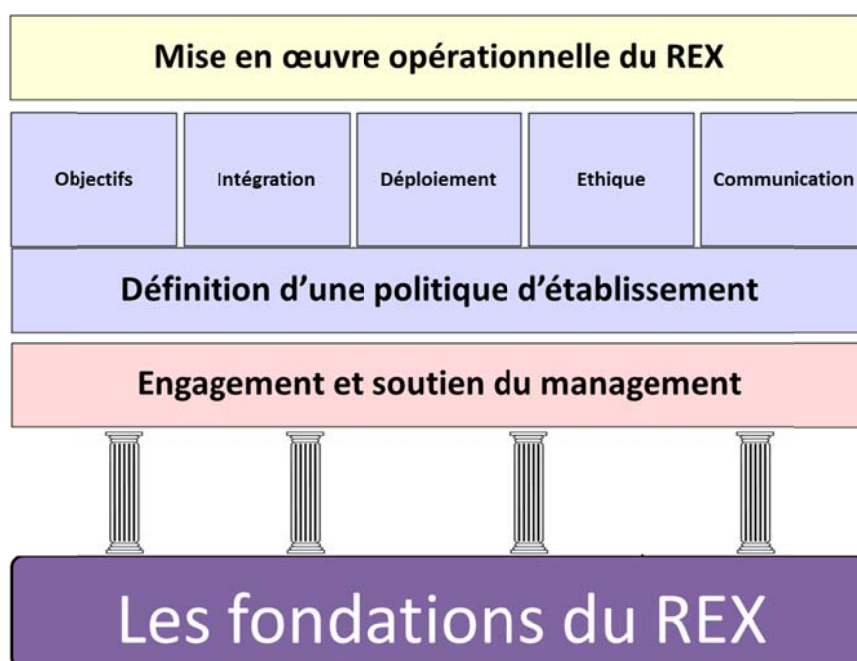 Mise en œuvre opérationnelle du REX
Objectifs
Intégration
Déploiement
Ethique
Communication
Définition d’une politique d’établissement
Engagement et soutien du management
Les fondations du REX